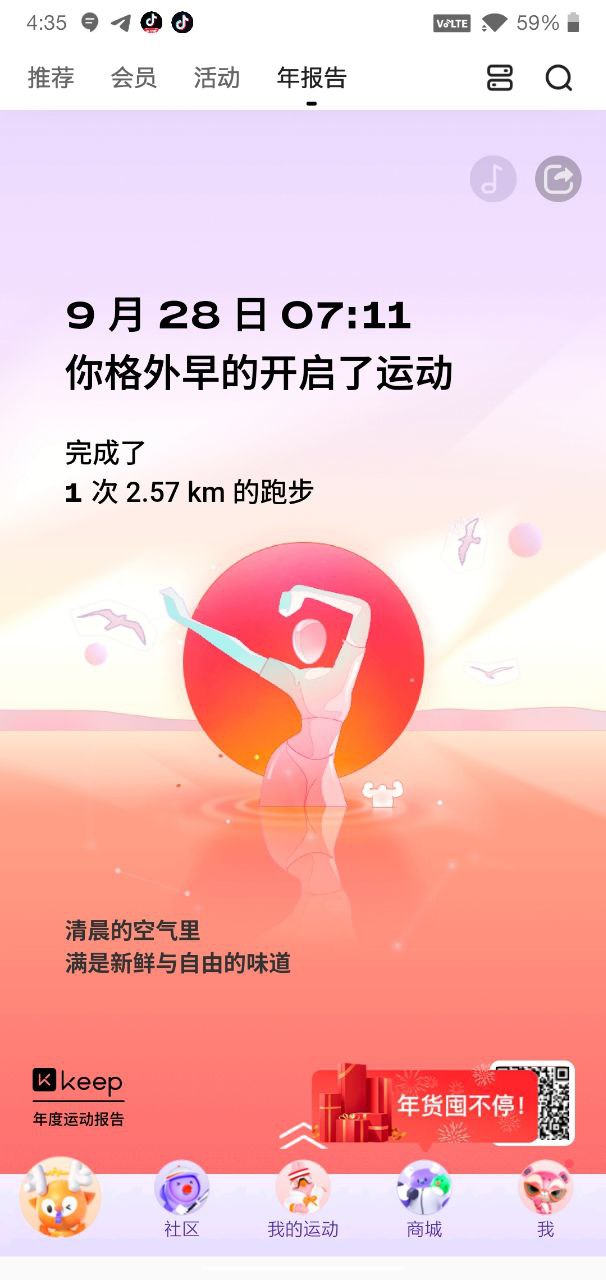 4:35
VoLTE
59%
推荐 会员 活动 年报告
9 月 28 日 07:11
你格外早的开启了运动
完成了
1 次 2.57 km 的跑步
清晨的空气里
满是新鲜与自由的味道
keep
年度运动报告
年货囤不停!
社区 我的运动 商城 我